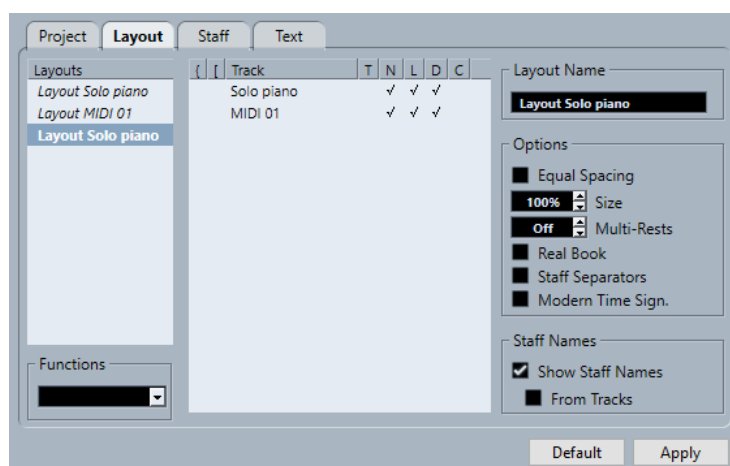 Project Layout Staff Text
Layouts
Layout Solo piano
Layout MIDI 01
Layout Solo piano
Functions
{ [ Track T N L D C
Solo piano √ √ √
MIDI 01 √ √ √
Layout Name
Layout Solo piano
Options
Equal Spacing
100% Size
Off Multi-Rests
Real Book
Staff Separators
Modern Time Sign.
Staff Names
Show Staff Names
From Tracks
Default Apply